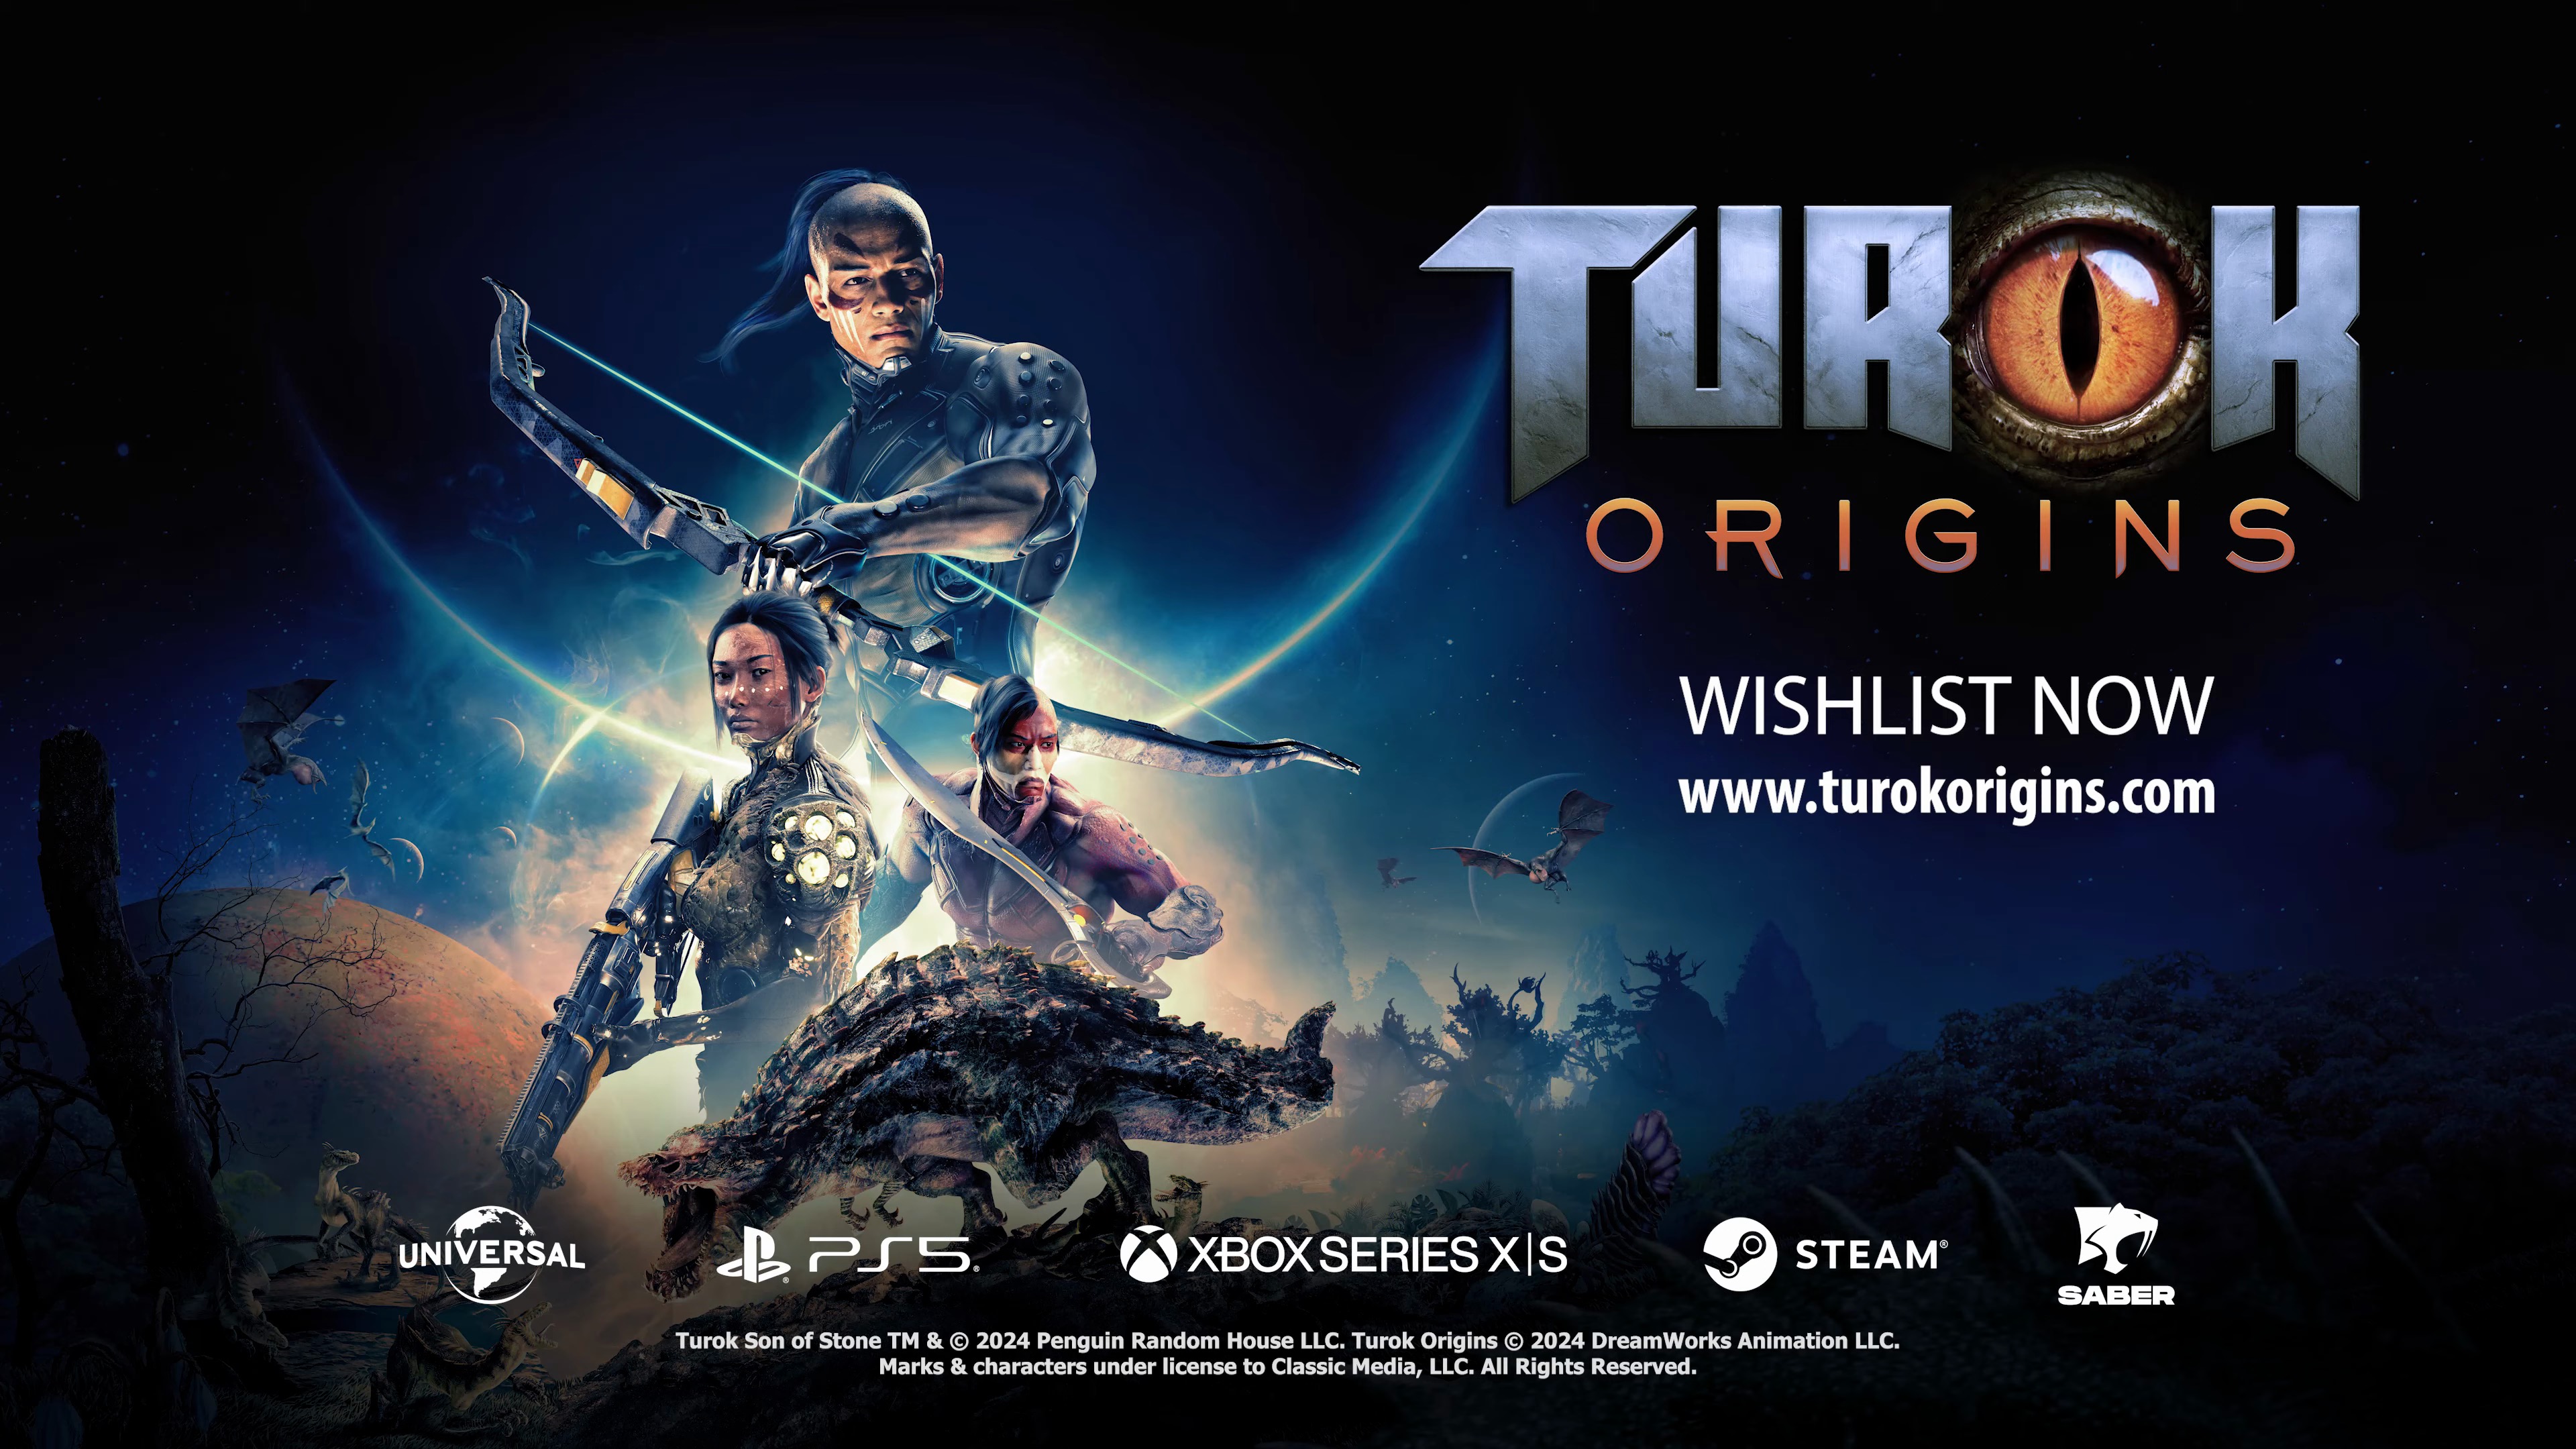 TUROK
ORIGINS
WISHLIST NOW
www.turokorigins.com
UNIVERSAL
PS5
XBOX SERIES X|S
STEAM®
SABER
Turok Son of Stone TM & © 2024 Penguin Random House LLC. Turok Origins © 2024 DreamWorks Animation LLC.
Marks & characters under license to Classic Media, LLC. All Rights Reserved.